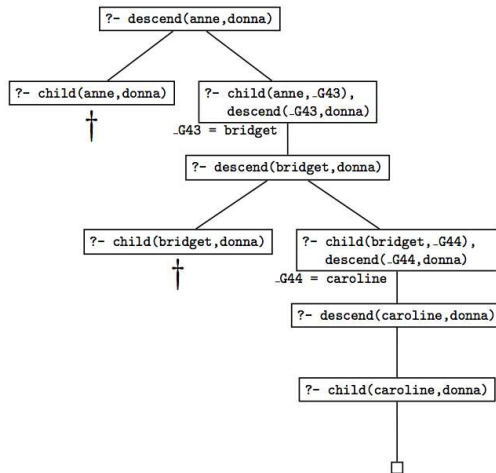 ?- descend(anne,donna)
?- child(anne,donna)
?- child(anne,_G43),
descend(_G43,donna)
†
_G43 = bridget
?- descend(bridget,donna)
?- child(bridget,donna)
?- child(bridget,_G44),
descend(_G44,donna)
†
_G44 = caroline
?- descend(caroline,donna)
?- child(caroline,donna)